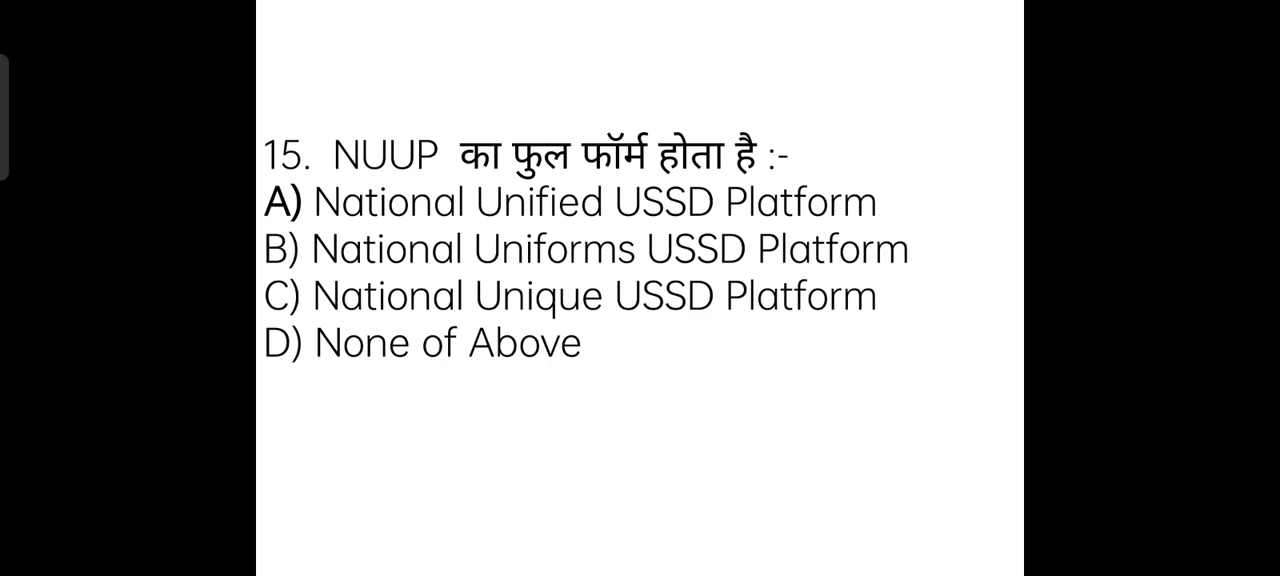 15. NUUP का फुल फॉर्म होता है :-
A) National Unified USSD Platform
B) National Uniforms USSD Platform
C) National Unique USSD Platform
D) None of Above